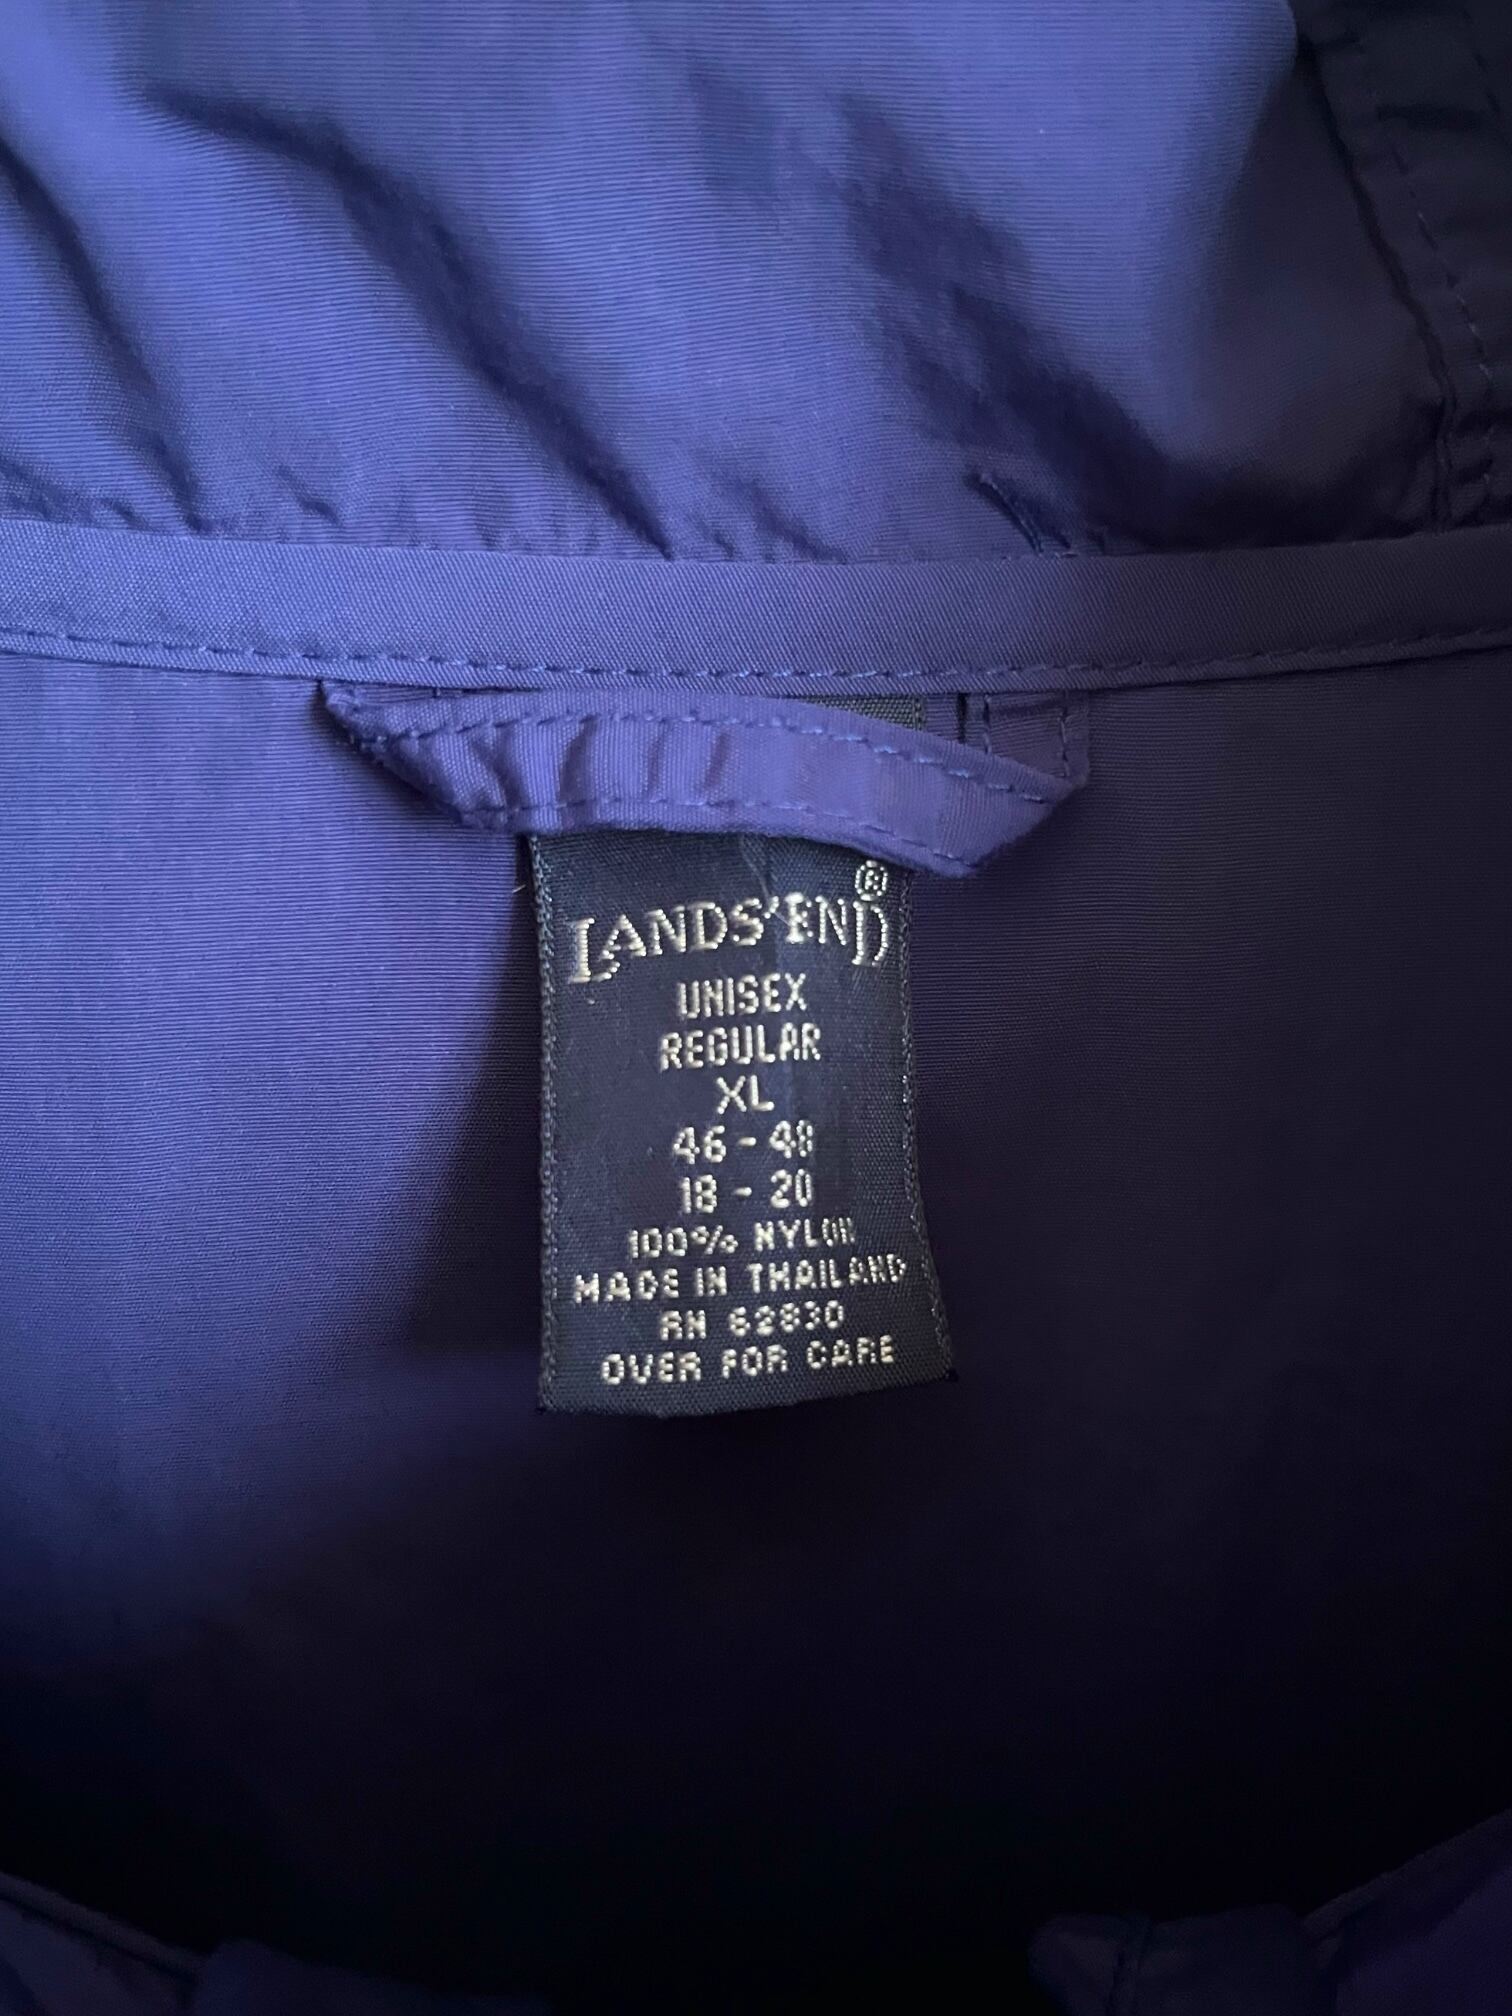 LANDS' END®
UNISEX
REGULAR
XL
46 - 48
18 - 20
100% NYLON
MADE IN THAILAND
RN 62830
OVER FOR CARE